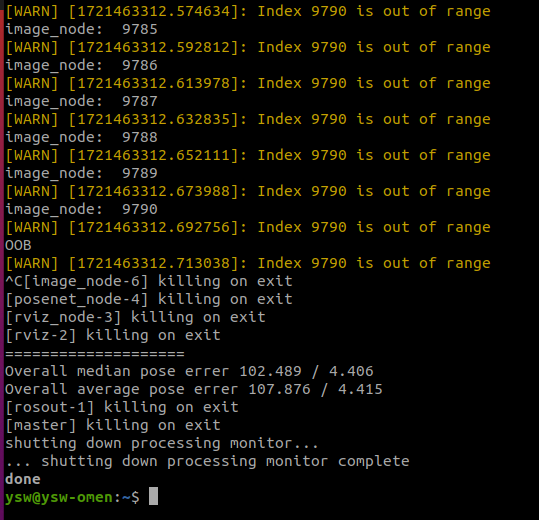 [WARN] [1721463312.574634]: Index 9790 is out of range
image_node:  9785
[WARN] [1721463312.592812]: Index 9790 is out of range
image_node:  9786
[WARN] [1721463312.613978]: Index 9790 is out of range
image_node:  9787
[WARN] [1721463312.632835]: Index 9790 is out of range
image_node:  9788
[WARN] [1721463312.652111]: Index 9790 is out of range
image_node:  9789
[WARN] [1721463312.673988]: Index 9790 is out of range
image_node:  9790
[WARN] [1721463312.692756]: Index 9790 is out of range
OOB
[WARN] [1721463312.713038]: Index 9790 is out of range
^C[image_node-6] killing on exit
[posenet_node-4] killing on exit
[rviz_node-3] killing on exit
[rviz-2] killing on exit
====================
Overall median pose errer 102.489 / 4.406
Overall average pose errer 107.876 / 4.415
[rosout-1] killing on exit
[master] killing on exit
shutting down processing monitor...
... shutting down processing monitor complete
done
ysw@ysw-omen:~$